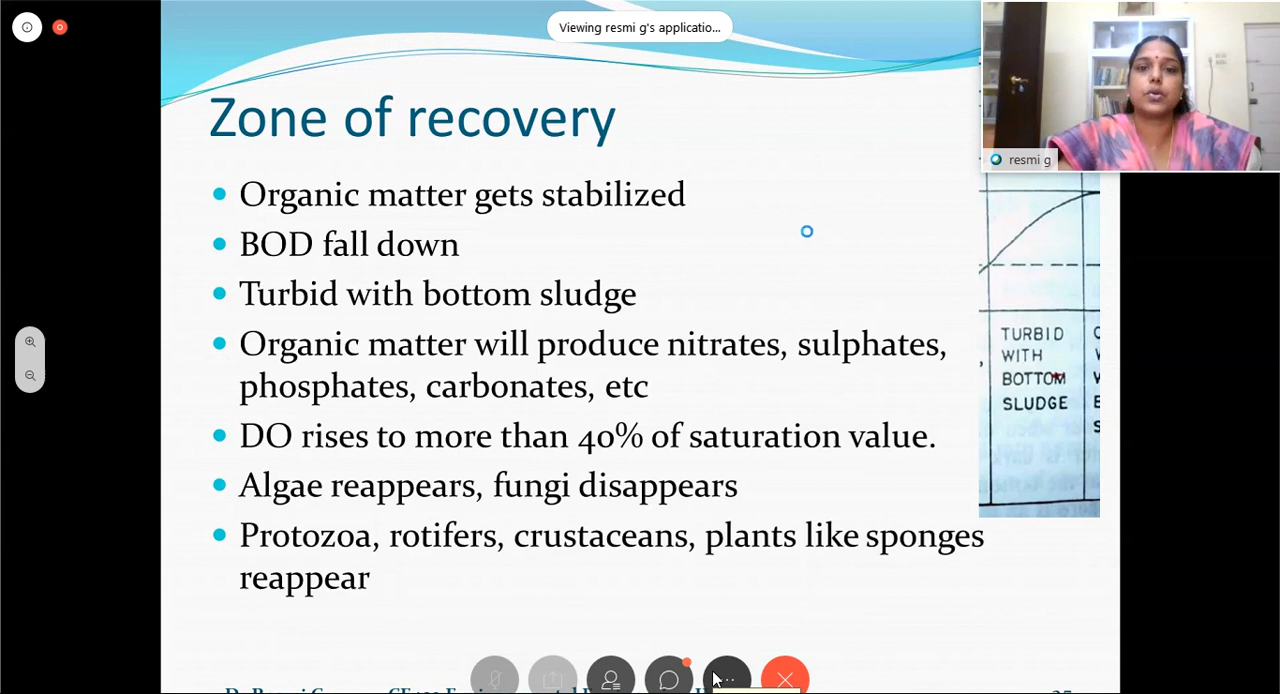 Viewing resmi g's applicatio...
resmi g
Zone of recovery
Organic matter gets stabilized
BOD fall down
Turbid with bottom sludge
Organic matter will produce nitrates, sulphates,
phosphates, carbonates, etc
DO rises to more than 40% of saturation value.
Algae reappears, fungi disappears
Protozoa, rotifers, crustaceans, plants like sponges
reappear
TURBID
WITH
BOTTOM
SLUDGE